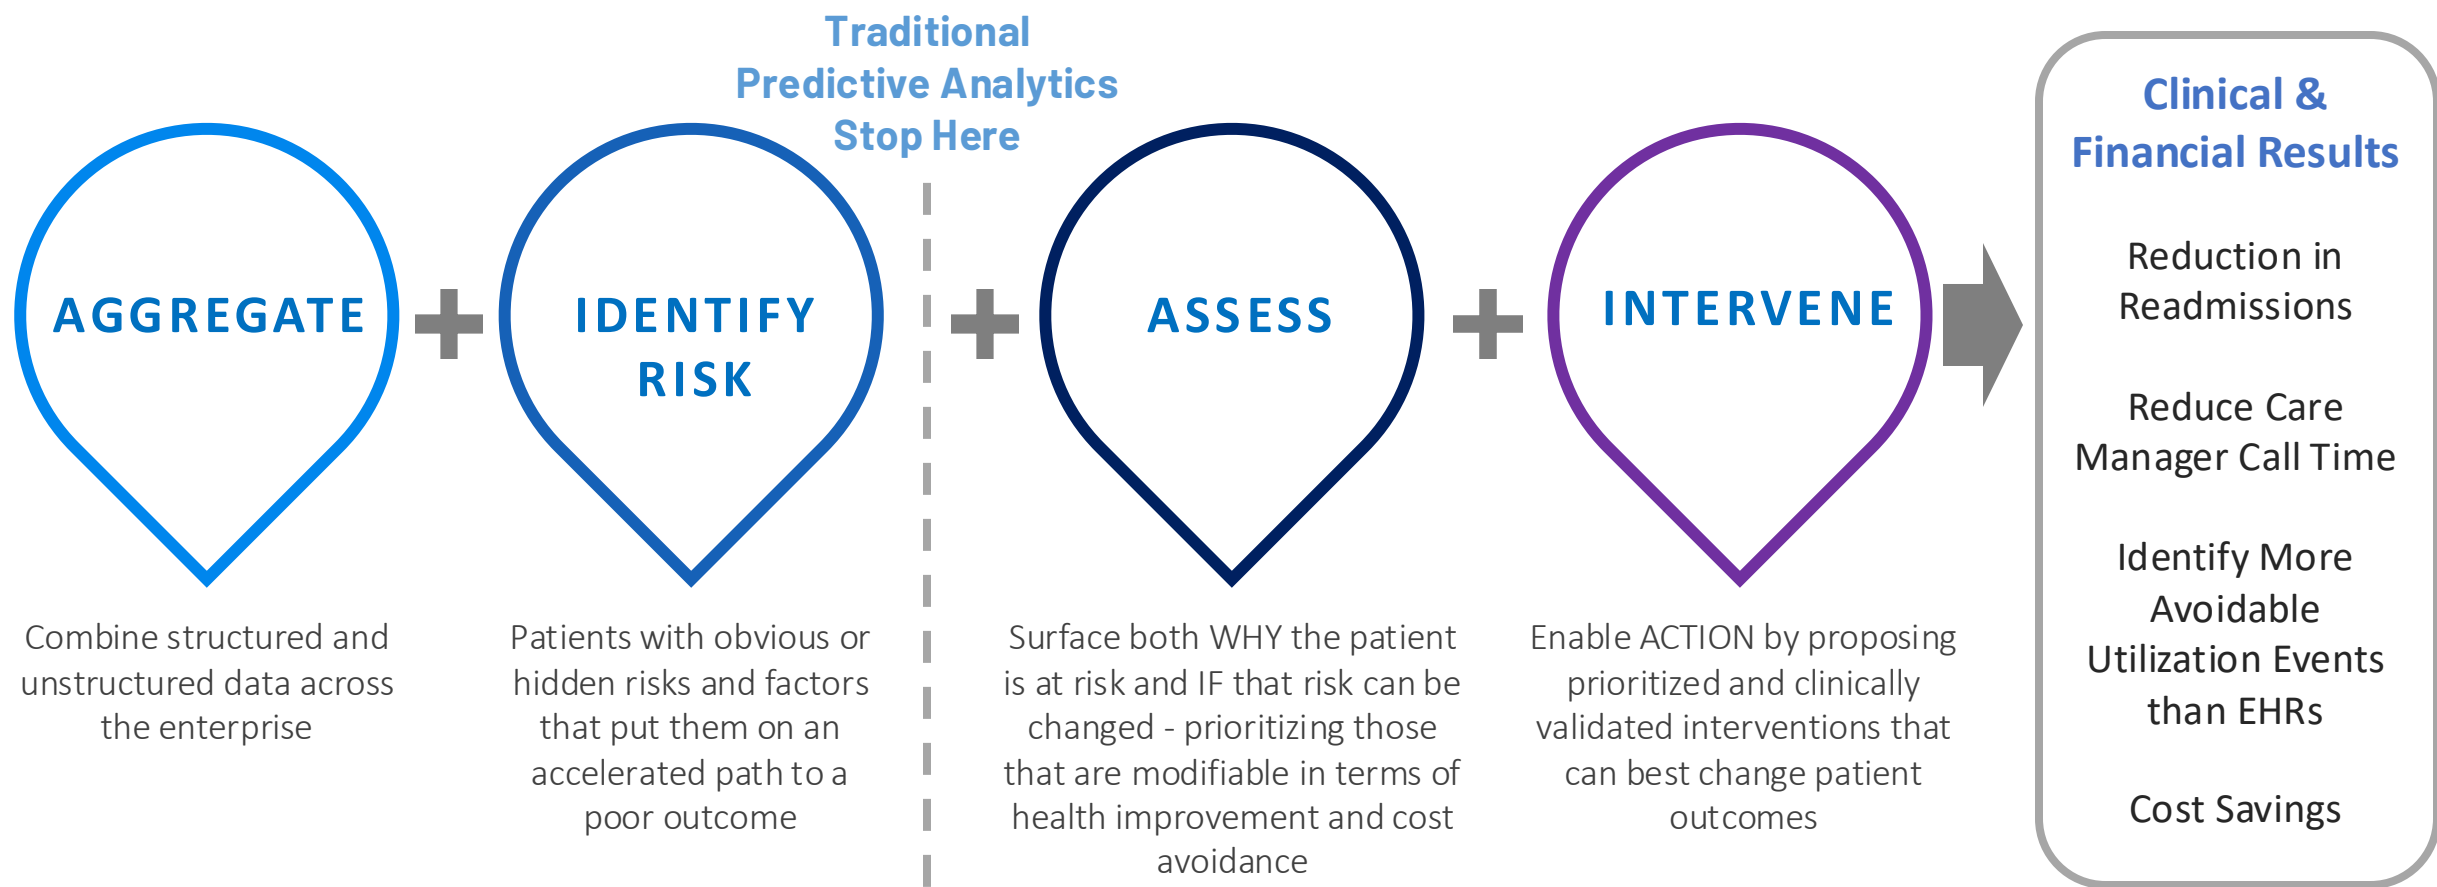 Traditional
Predictive Analytics
Stop Here
AGGREGATE
Combine structured and
unstructured data across
the enterprise
IDENTIFY
RISK
Patients with obvious or
hidden risks and factors
that put them on an
accelerated path to a
poor outcome
ASSESS
Surface both WHY the patient
is at risk and IF that risk can be
changed - prioritizing those
that are modifiable in terms of
health improvement and cost
avoidance
INTERVENE
Enable ACTION by proposing
prioritized and clinically
validated interventions that
can best change patient
outcomes
Clinical &
Financial Results
Reduction in
Readmissions
Reduce Care
Manager Call Time
Identify More
Avoidable
Utilization Events
than EHRs
Cost Savings